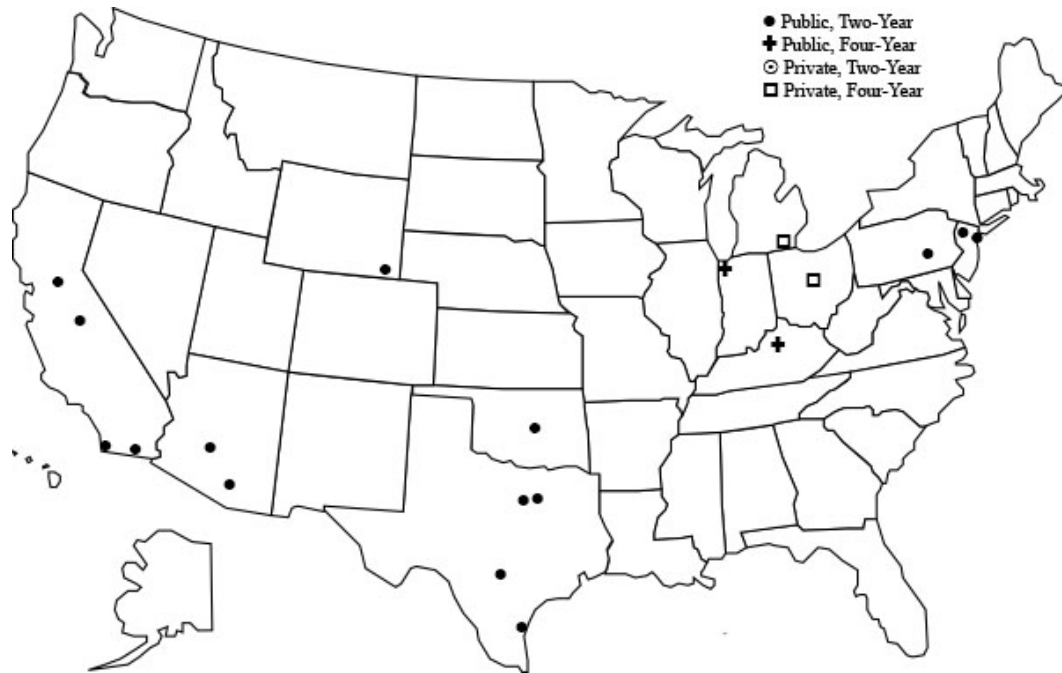 Public, Two-Year
Public, Four-Year
Private, Two-Year
Private, Four-Year